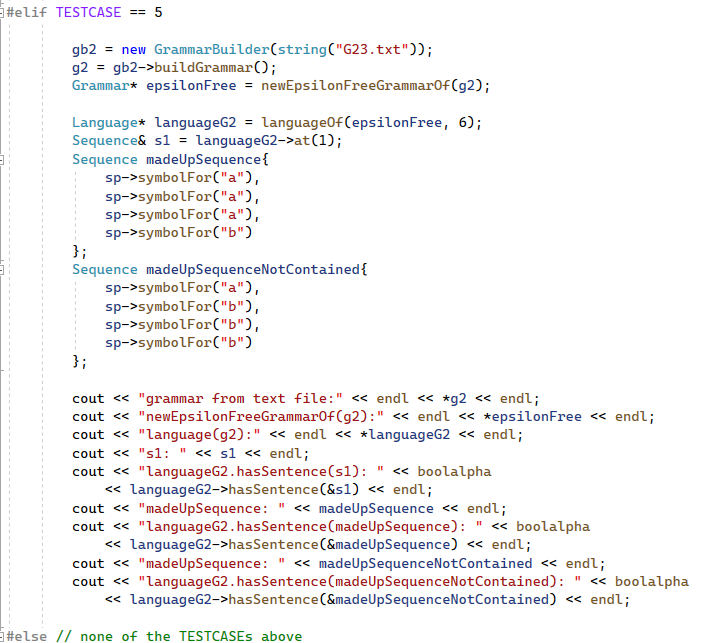 #elif TESTCASE == 5
gb2 = new GrammarBuilder(string("G23.txt"));
g2 = gb2->buildGrammar();
Grammar* epsilonFree = newEpsilonFreeGrammarOf(g2);
Language* languageG2 = languageOf(epsilonFree, 6);
Sequence& s1 = languageG2->at(1);
Sequence madeUpSequence{
sp->symbolFor("a"),
sp->symbolFor("a"),
sp->symbolFor("a"),
sp->symbolFor("b")
};
Sequence madeUpSequenceNotContained{
sp->symbolFor("a"),
sp->symbolFor("b"),
sp->symbolFor("b"),
sp->symbolFor("b")
};
cout << "grammar from text file:" << endl << *g2 << endl;
cout << "newEpsilonFreeGrammarOf(g2):" << endl << *epsilonFree << endl;
cout << "language(g2):" << endl << *languageG2 << endl;
cout << "s1: " << s1 << endl;
cout << "languageG2.hasSentence(s1): " << boolalpha
<< languageG2->hasSentence(&s1) << endl;
cout << "madeUpSequence: " << madeUpSequence << endl;
cout << "languageG2.hasSentence(madeUpSequence): " << boolalpha
<< languageG2->hasSentence(&madeUpSequence) << endl;
cout << "madeUpSequence: " << madeUpSequenceNotContained << endl;
cout << "languageG2.hasSentence(madeUpSequenceNotContained): " << boolalpha
<< languageG2->hasSentence(&madeUpSequenceNotContained) << endl;
#else // none of the TESTCASEs above